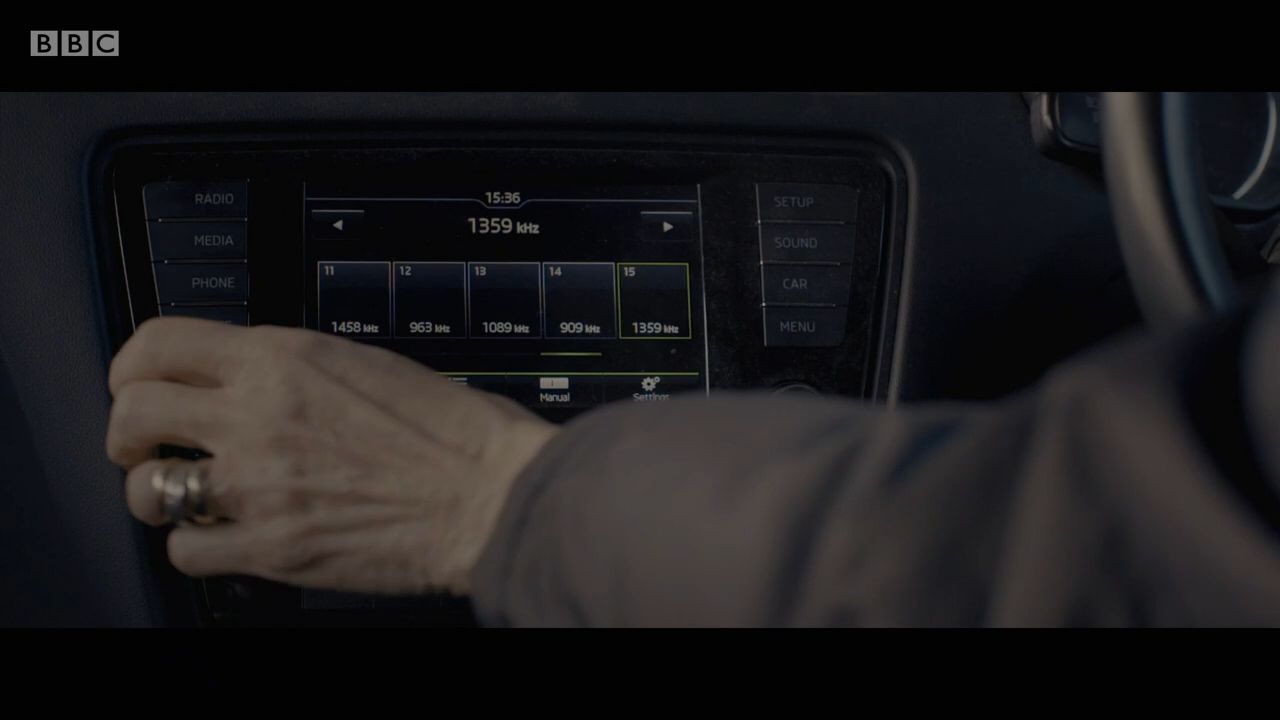 BBC
RADIO
MEDIA
PHONE
15:36
1359 kHz
11
12
13
14
15
1458 kHz
963 kHz
1089 kHz
909 kHz
1359 kHz
Manual
Settings
SETUP
SOUND
CAR
MENU